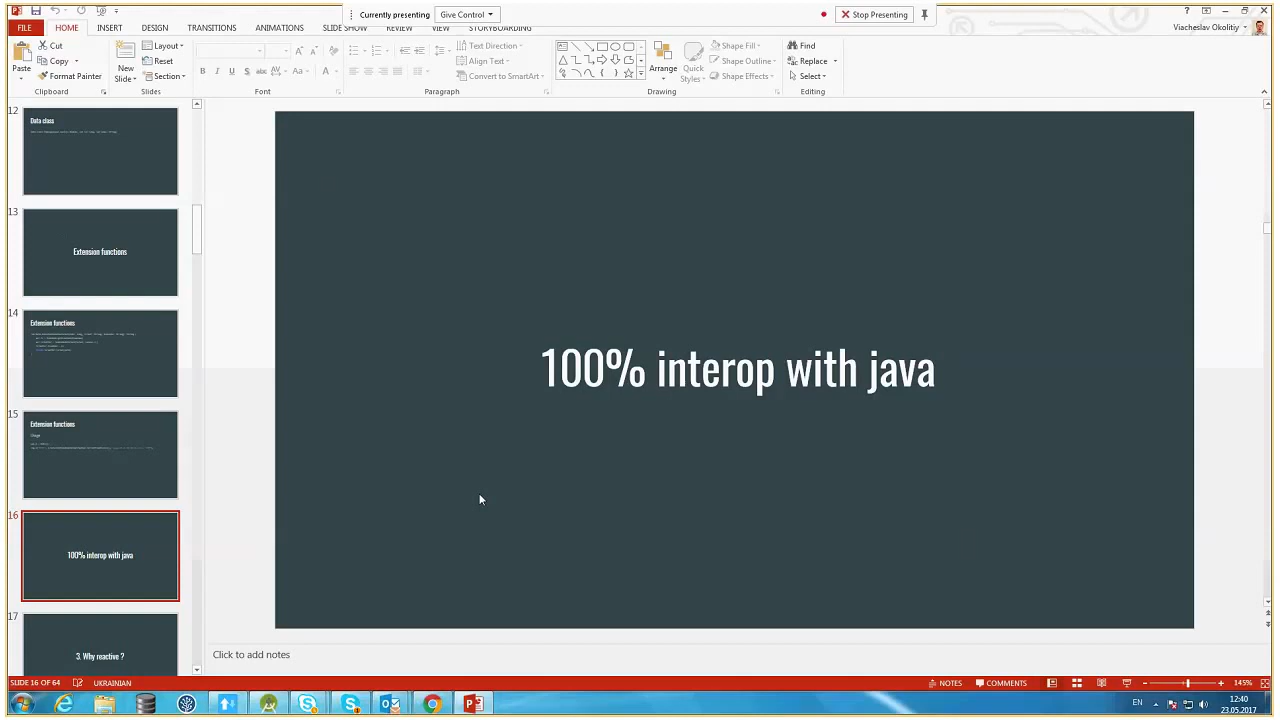 Currently presenting
Give Control
Stop Presenting
FILE
HOME
INSERT
DESIGN
TRANSITIONS
ANIMATIONS
SLIDE SHOW
REVIEW
VIEW
STORYBOARDING
Viacheslav Okolitiy
Paste
Cut
Copy
Format Painter
Clipboard
New
Slide
Layout
Reset
Section
Slides
B I U S abc AV Aa A
Font
Text Direction
Align Text
Convert to SmartArt
Paragraph
Arrange
Quick
Styles
Shape Fill
Shape Outline
Shape Effects
Drawing
Find
Replace
Select
Editing
12
Data class
13
Extension functions
14
Extension functions
15
Extension functions
Usage
16
100% interop with java
17
3. Why reactive ?
100% interop with java
Click to add notes
SLIDE 16 OF 64
UKRAINIAN
NOTES
COMMENTS
145%
EN
12:40
23.05.2017